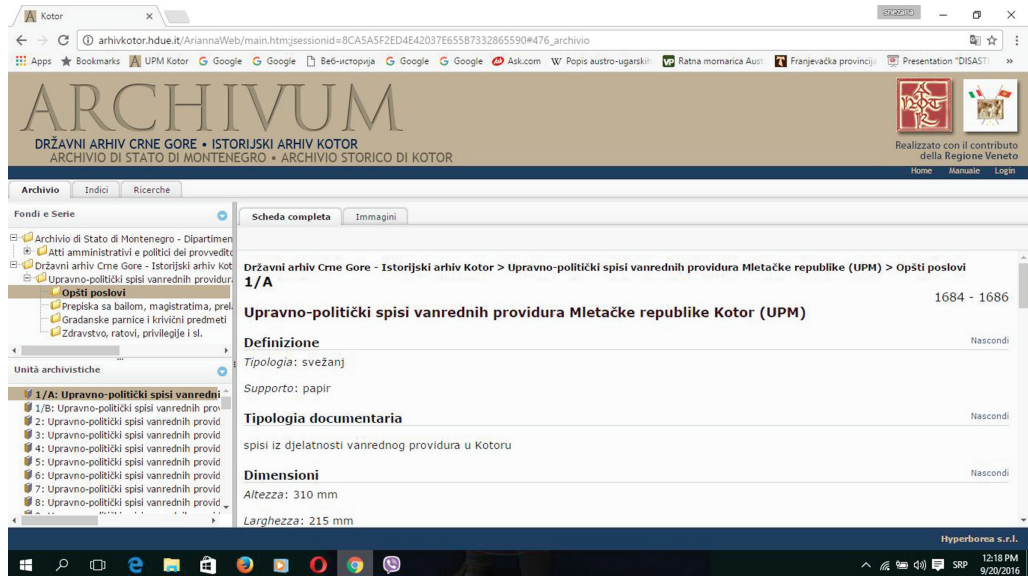 Kotor
snezana
arhivkotor.hdue.it/AriannaWeb/main.htm;jsessionid=8CA5A5F2ED4E42037E655B7332865590#476_archivio
Apps Bookmarks UPM Kotor Google Google Веб-историја Google Google Ask.com Popis austro-ugarskih Ratna mornarica Aust Franjevačka provincija Presentation "DISAST »
ARCHIVUM
DRŽAVNI ARHIV CRNE GORE • ISTORIJSKI ARHIV KOTOR
ARCHIVIO DI STATO DI MONTENEGRO • ARCHIVIO STORICO DI KOTOR
Realizzato con il contributo
della Regione Veneto
Home Manuale Login
Archivio Indici Ricerche
Fondi e Serie
Archivio di Stato di Montenegro - Dipartimen
Atti amministrativi e politici dei provvedito
Državni arhiv Crne Gore - Istorijski arhiv Kot
Upravno-politički spisi vanrednih providura
Opšti poslovi
Prepiska sa bailom, magistratima, prel
Građanske parnice i krivični predmeti
Zdravstvo, ratovi, privilegije i sl.
Unità archivistiche
1/A: Upravno-politički spisi vanredni
1/B: Upravno-politički spisi vanrednih prov
2: Upravno-politički spisi vanrednih provid
3: Upravno-politički spisi vanrednih provid
4: Upravno-politički spisi vanrednih provid
5: Upravno-politički spisi vanrednih provid
6: Upravno-politički spisi vanrednih provid
7: Upravno-politički spisi vanrednih provid
8: Upravno-politički spisi vanrednih provid
Scheda completa Immagini
Državni arhiv Crne Gore - Istorijski arhiv Kotor > Upravno-politički spisi vanrednih providura Mletačke republike (UPM) > Opšti poslovi
1/A
1684 - 1686
Upravno-politički spisi vanrednih providura Mletačke republike Kotor (UPM)
Definizione Nascondi
Tipologia: svežanj
Supporto: papir
Tipologia documentaria Nascondi
spisi iz djelatnosti vanrednog providura u Kotoru
Dimensioni Nascondi
Altezza: 310 mm
Larghezza: 215 mm
Hyperborea s.r.l.
SRP
12:18 PM
9/20/2016